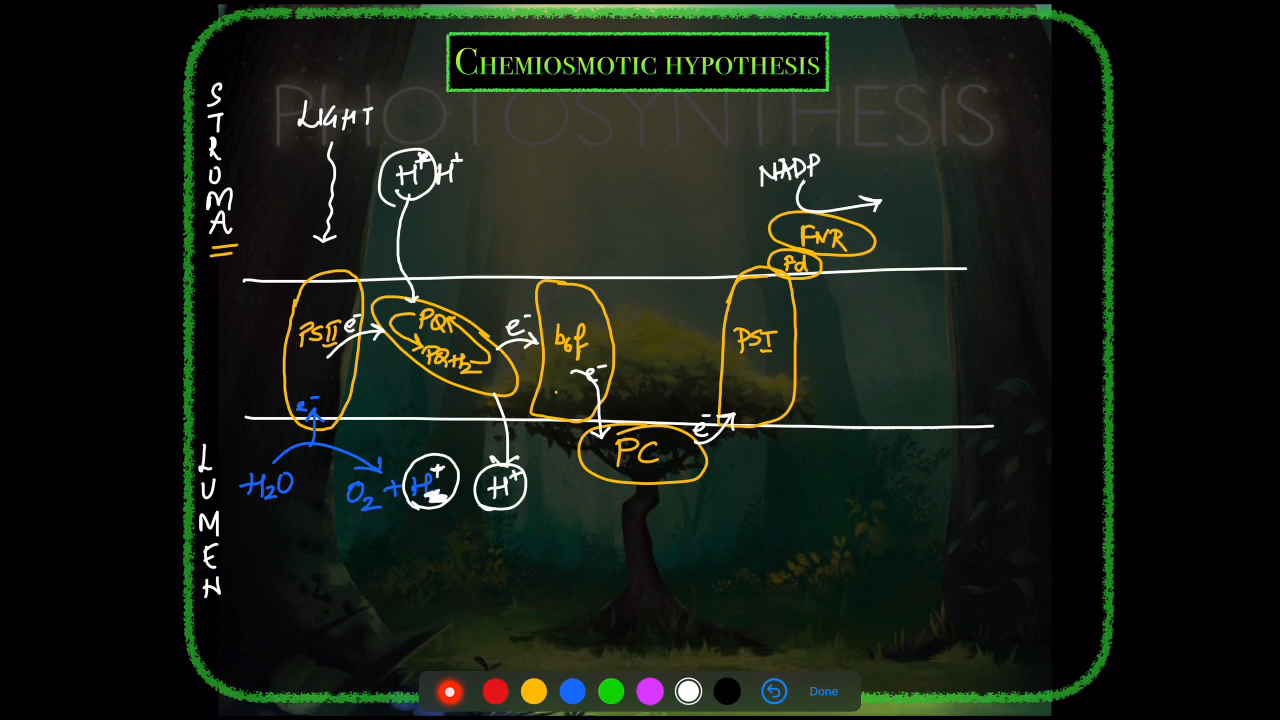 CHEMIOSMOTIC HYPOTHESIS
PHOTOSYNTHESIS
STROMA
LIGHT
H+ H+
NADP
FNR
Fd
PSII
e-
PQ
PQH2
e-
b6f
e-
PSI
e-
PC
e-
H2O
O2 + H+
H+
LUMEN
Done